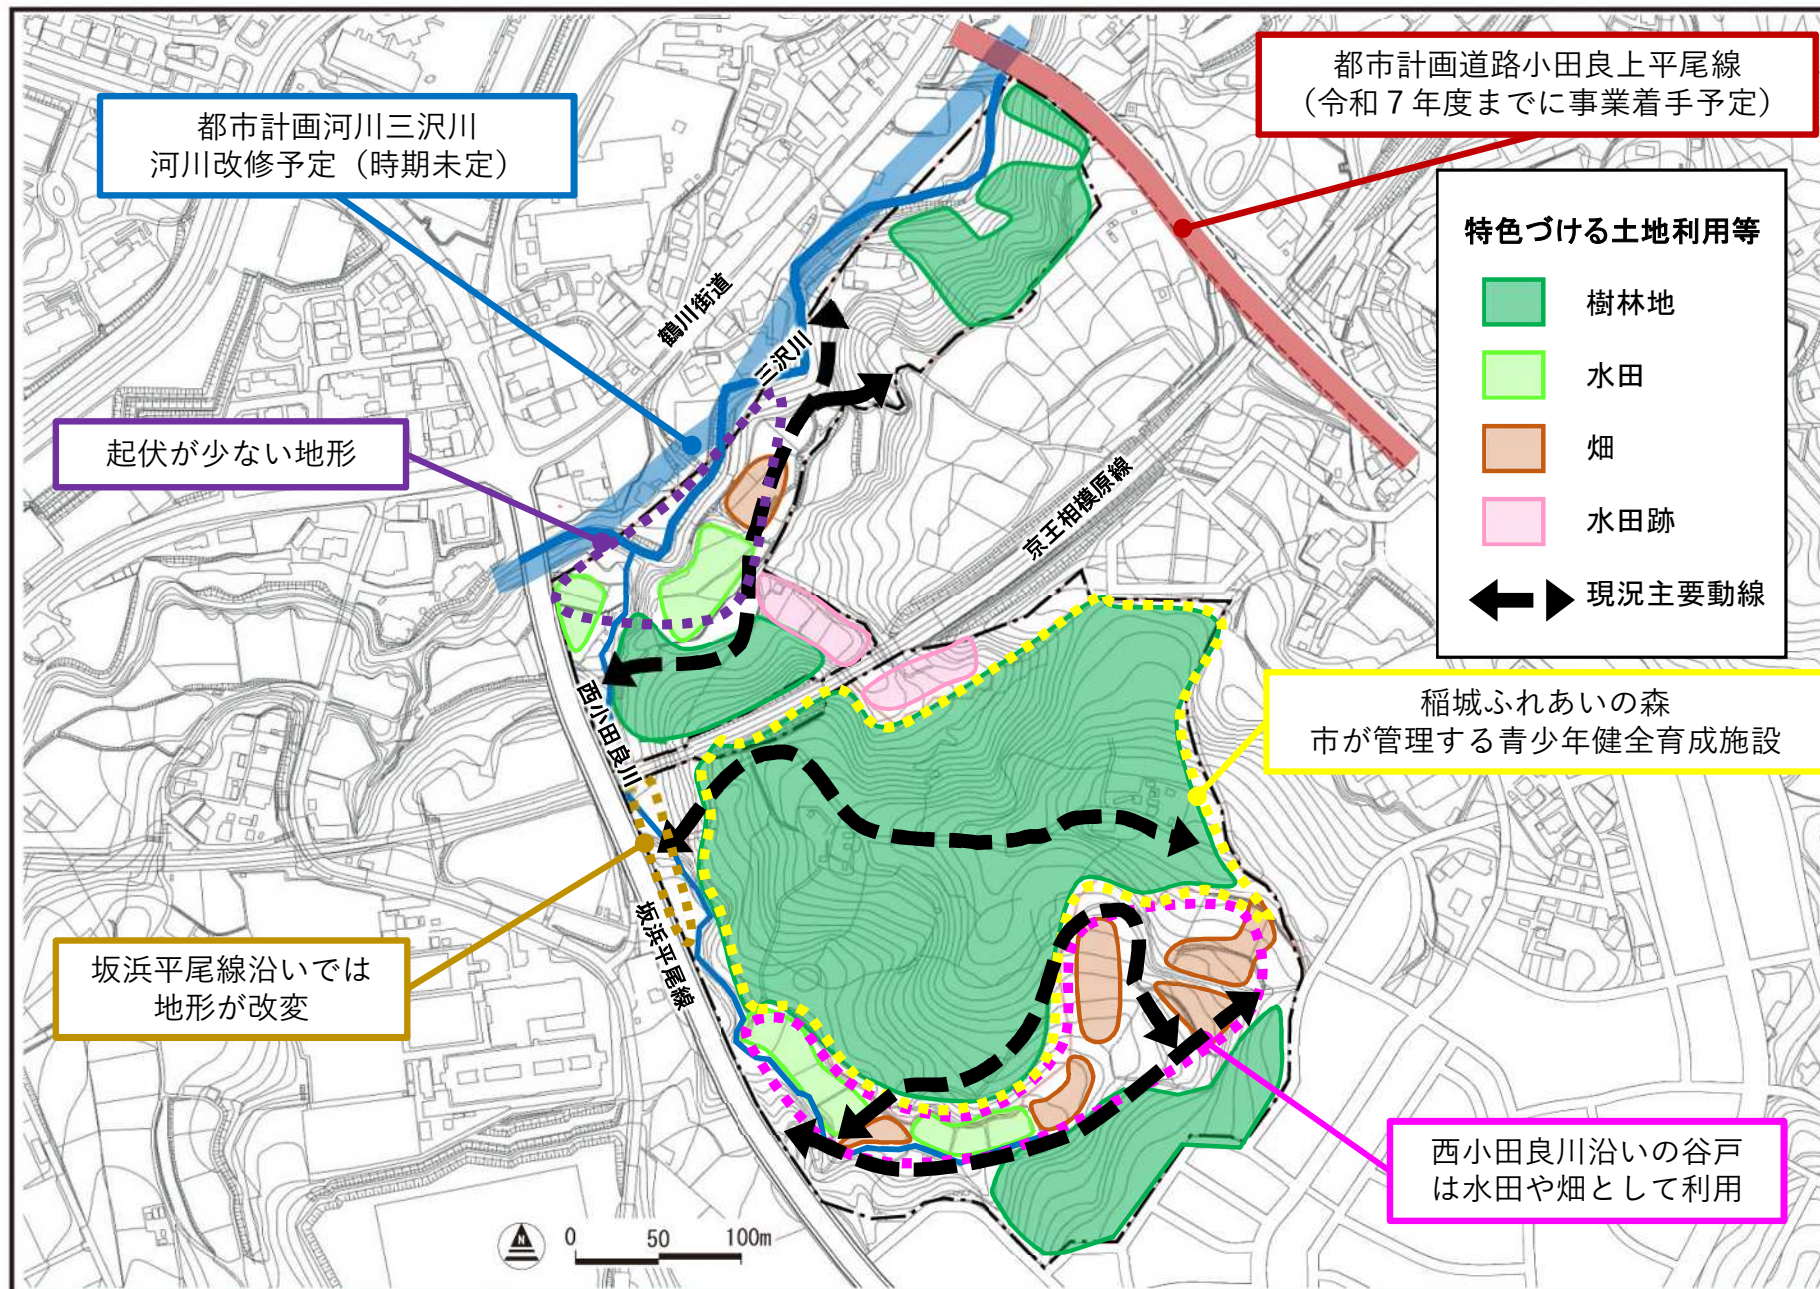 都市計画道路小田良上平尾線
（令和７年度までに事業着手予定）
都市計画河川三沢川
河川改修予定（時期未定）
特色づける土地利用等
樹林地
水田
畑
水田跡
現況主要動線
鶴川街道
三沢川
起伏が少ない地形
京王相模原線
西小田良川
稲城ふれあいの森
市が管理する青少年健全育成施設
坂浜平尾線
坂浜平尾線沿いでは
地形が改変
西小田良川沿いの谷戸
は水田や畑として利用
N
0 50 100m